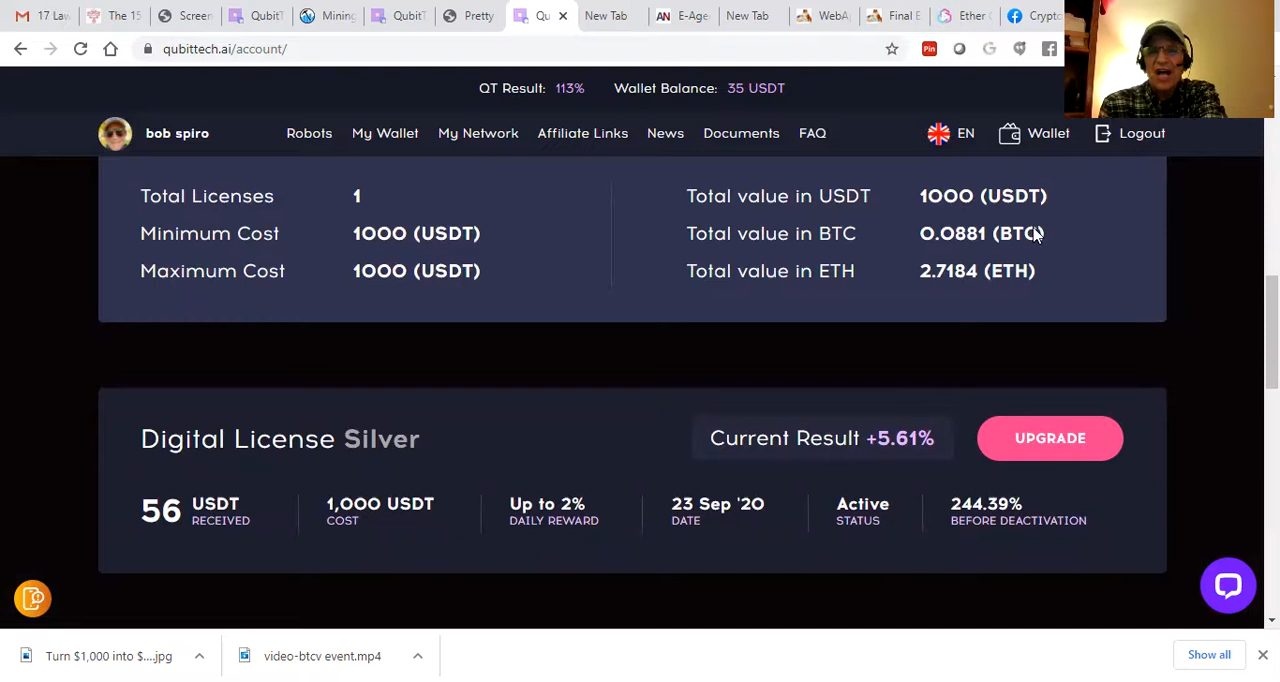 17 Law
The 15
Screen
QubitT
Mining
QubitT
Pretty
Qu
New Tab
E-Age
New Tab
WebA
Final E
Ether
Crypto
qubittech.ai/account/
QT Result: 113% Wallet Balance: 35 USDT
bob spiro Robots My Wallet My Network Affiliate Links News Documents FAQ EN Wallet Logout
Total Licenses 1 Total value in USDT 1000 (USDT)
Minimum Cost 1000 (USDT) Total value in BTC 0.0881 (BTC)
Maximum Cost 1000 (USDT) Total value in ETH 2.7184 (ETH)
Digital License Silver Current Result +5.61% UPGRADE
56 USDT RECEIVED
1,000 USDT
COST
Up to 2%
DAILY REWARD
23 Sep '20
DATE
Active
STATUS
244.39%
BEFORE DEACTIVATION
Turn $1,000 into $....jpg video-btcv event.mp4 Show all